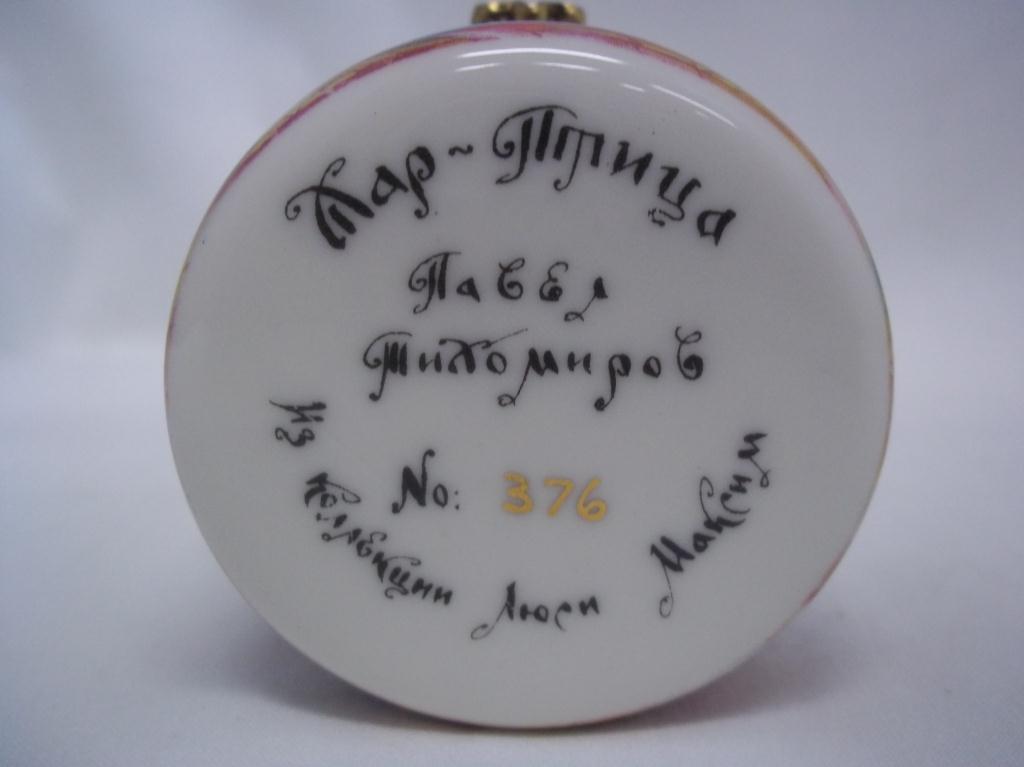 Жар-Птица
Павел
Тихомиров
No: 376
Из коллекции Люси Максим